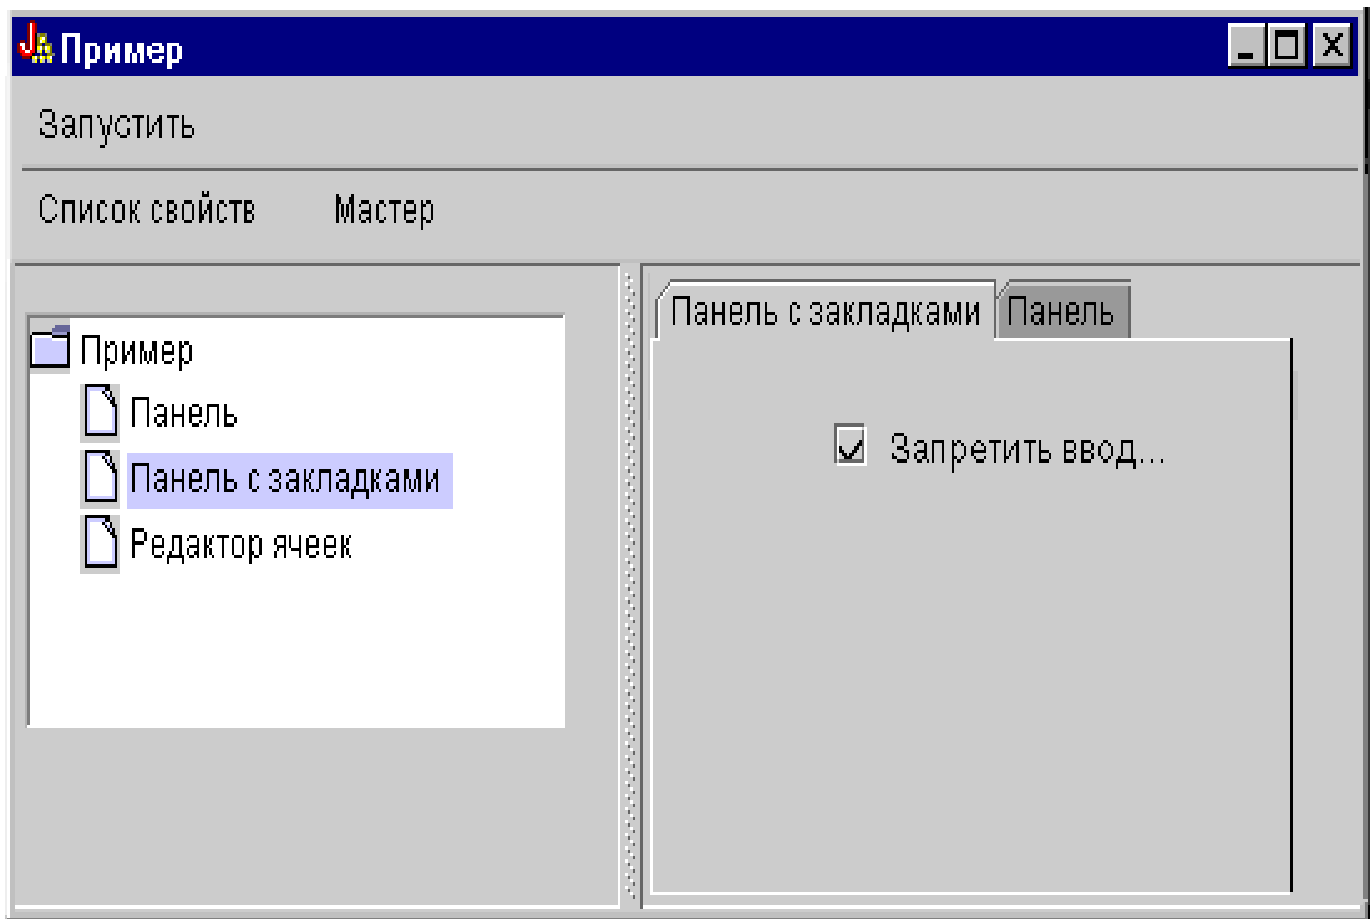 Пример
Запустить
Список свойств Мастер
Пример
Панель
Панель с закладками
Редактор ячеек
Панель с закладками Панель
Запретить ввод...